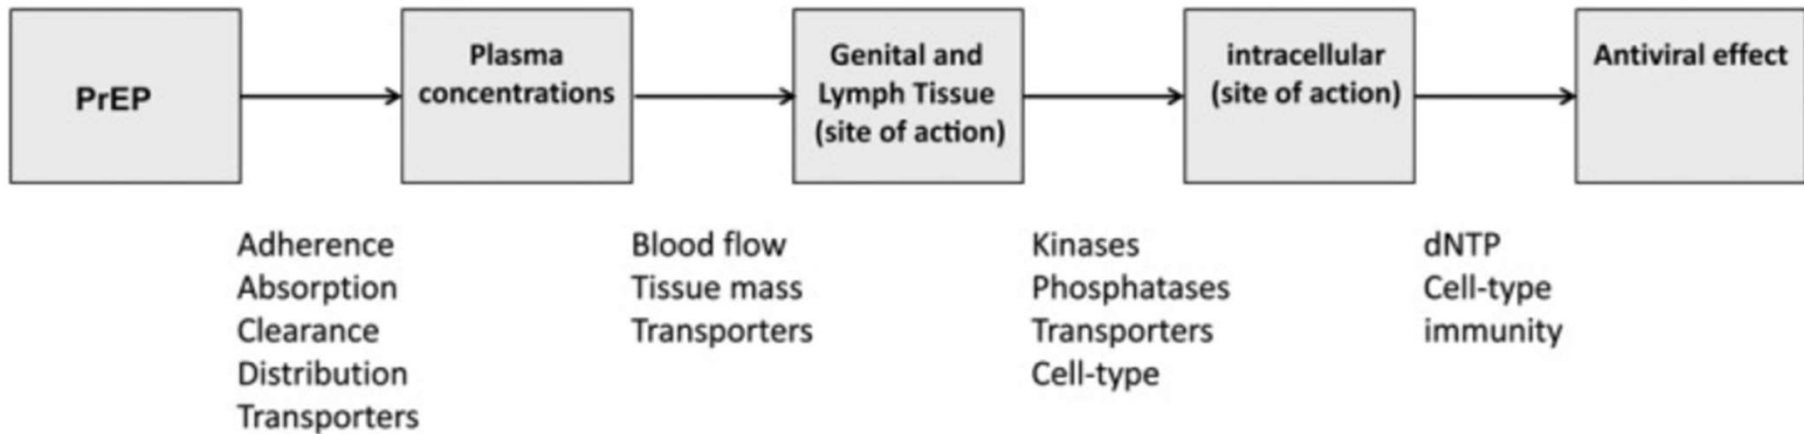 PrEP
Plasma
concentrations
Genital and
Lymph Tissue
(site of action)
intracellular
(site of action)
Antiviral effect
Adherence
Absorption
Clearance
Distribution
Transporters
Blood flow
Tissue mass
Transporters
Kinases
Phosphatases
Transporters
Cell-type
dNTP
Cell-type
immunity